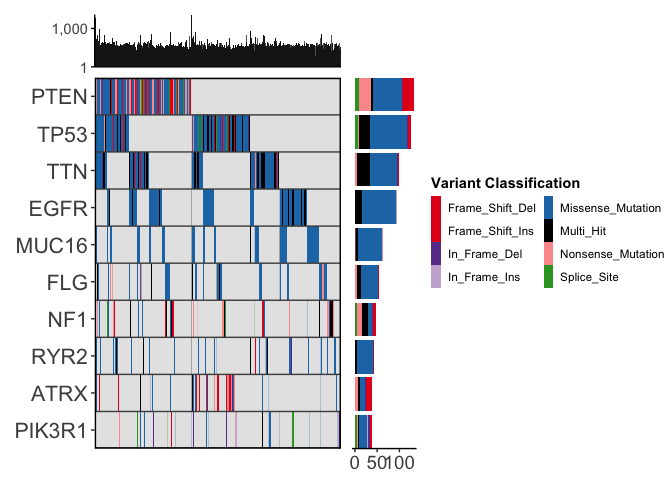 1,000
1
PTEN
TP53
TTN
EGFR
MUC16
FLG
NF1
RYR2
ATRX
PIK3R1
0 50 100
Variant Classification
Frame_Shift_Del Missense_Mutation
Frame_Shift_Ins Multi_Hit
In_Frame_Del Nonsense_Mutation
In_Frame_Ins Splice_Site